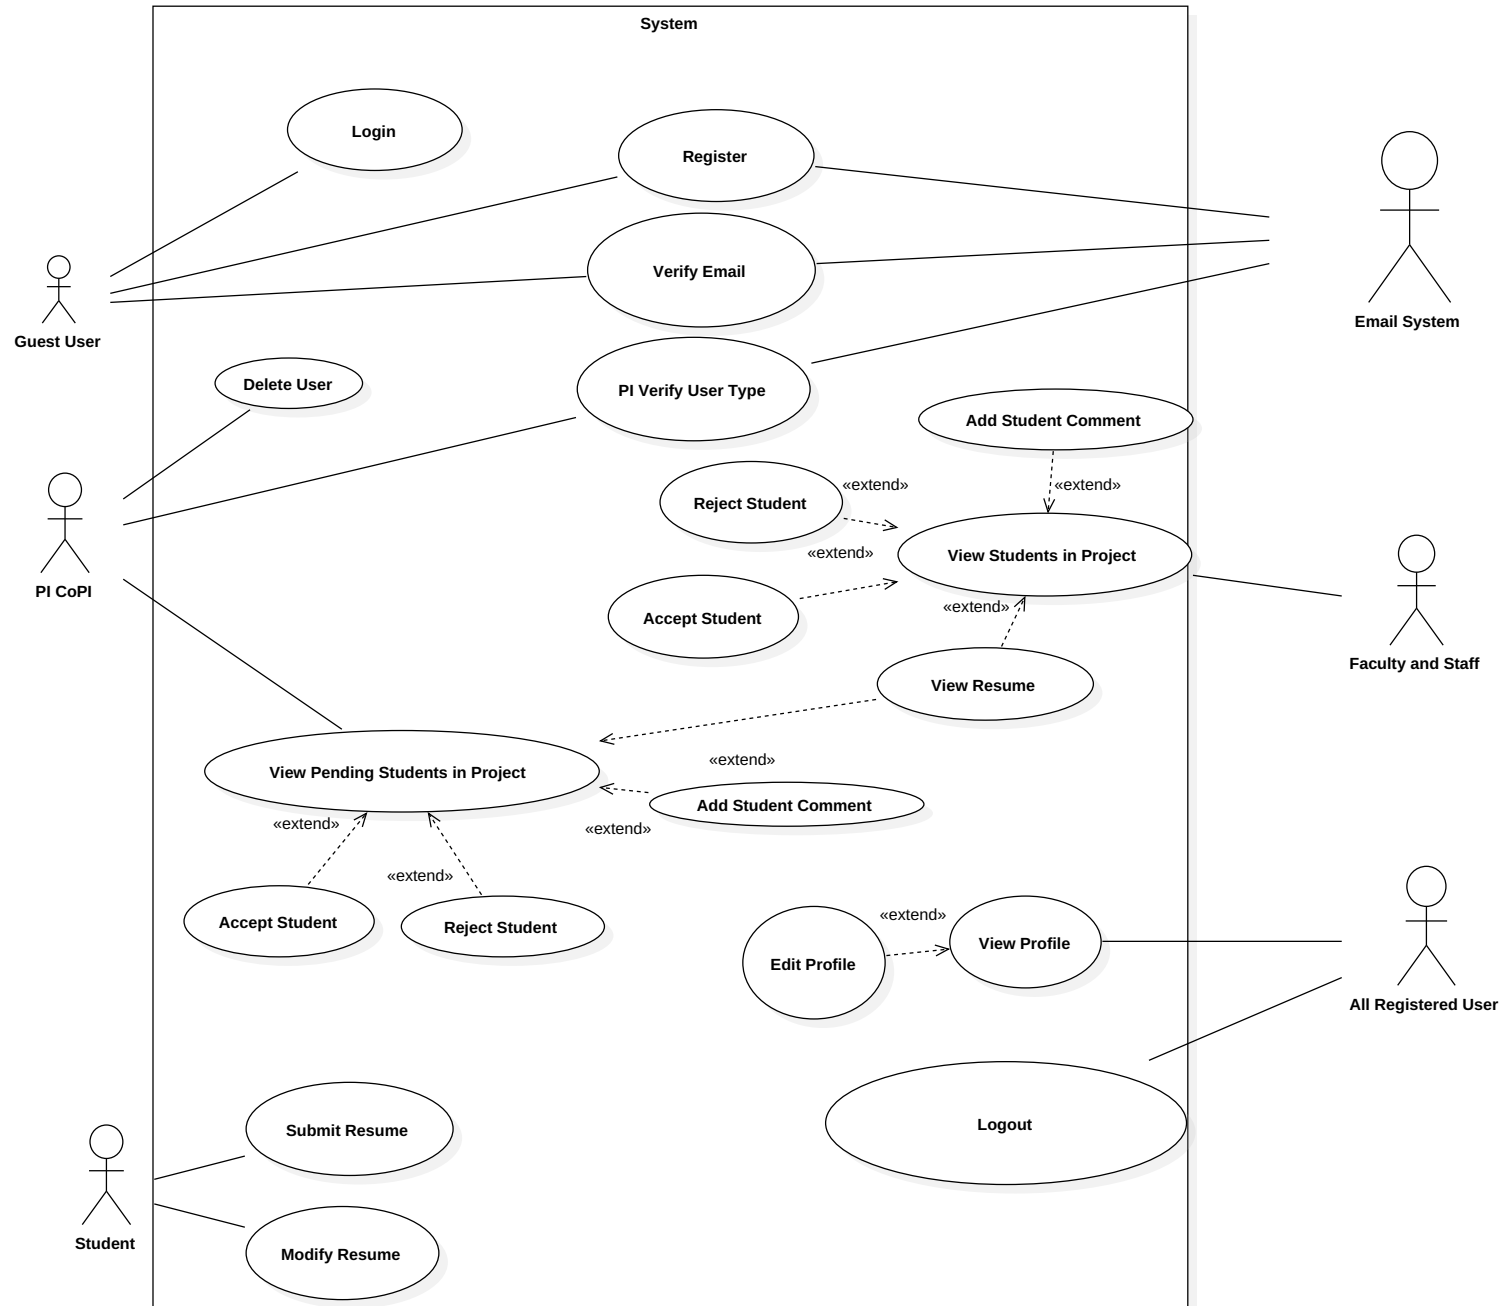 System
Login
Register
Verify Email
Guest User
Email System
Delete User
PI Verify User Type
Add Student Comment
Reject Student
«extend»
«extend»
«extend»
View Students in Project
PI CoPI
Accept Student
«extend»
Faculty and Staff
View Resume
«extend»
View Pending Students in Project
Add Student Comment
«extend»
«extend»
«extend»
Accept Student
Reject Student
«extend»
View Profile
Edit Profile
All Registered User
Submit Resume
Logout
Student
Modify Resume